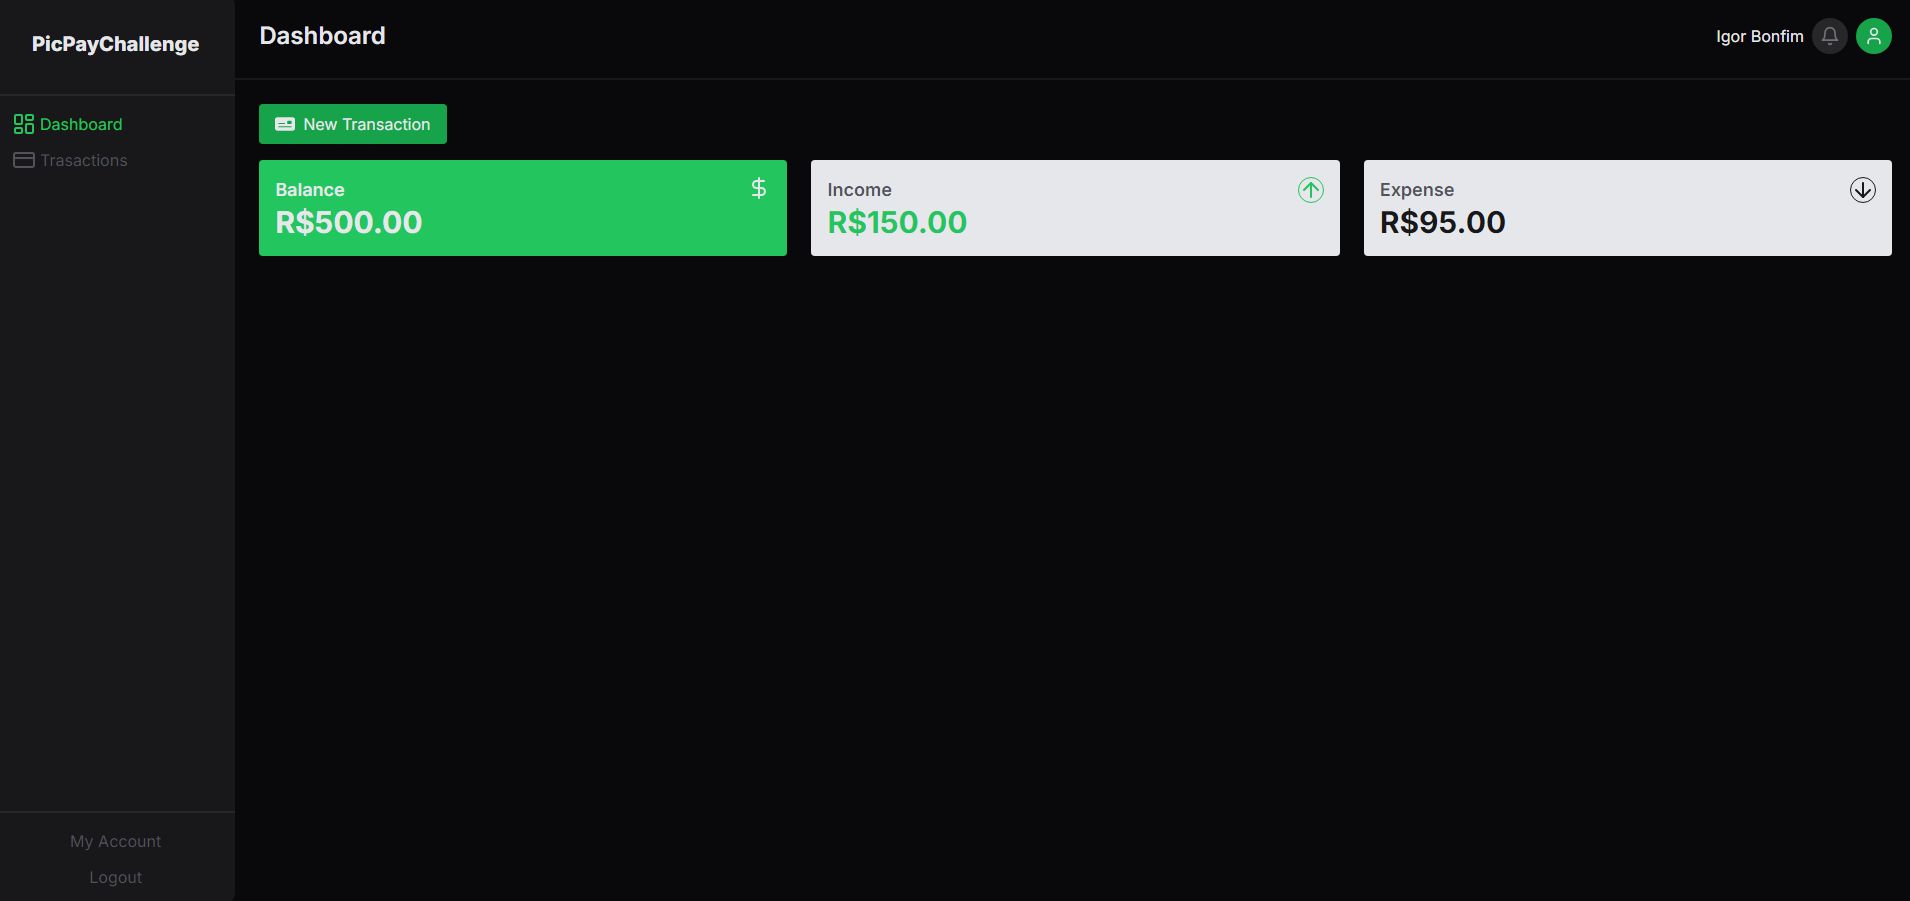 PicPayChallenge
Dashboard
Trasactions
My Account
Logout
Dashboard
Igor Bonfim
New Transaction
Balance
R$500.00
Income
R$150.00
Expense
R$95.00